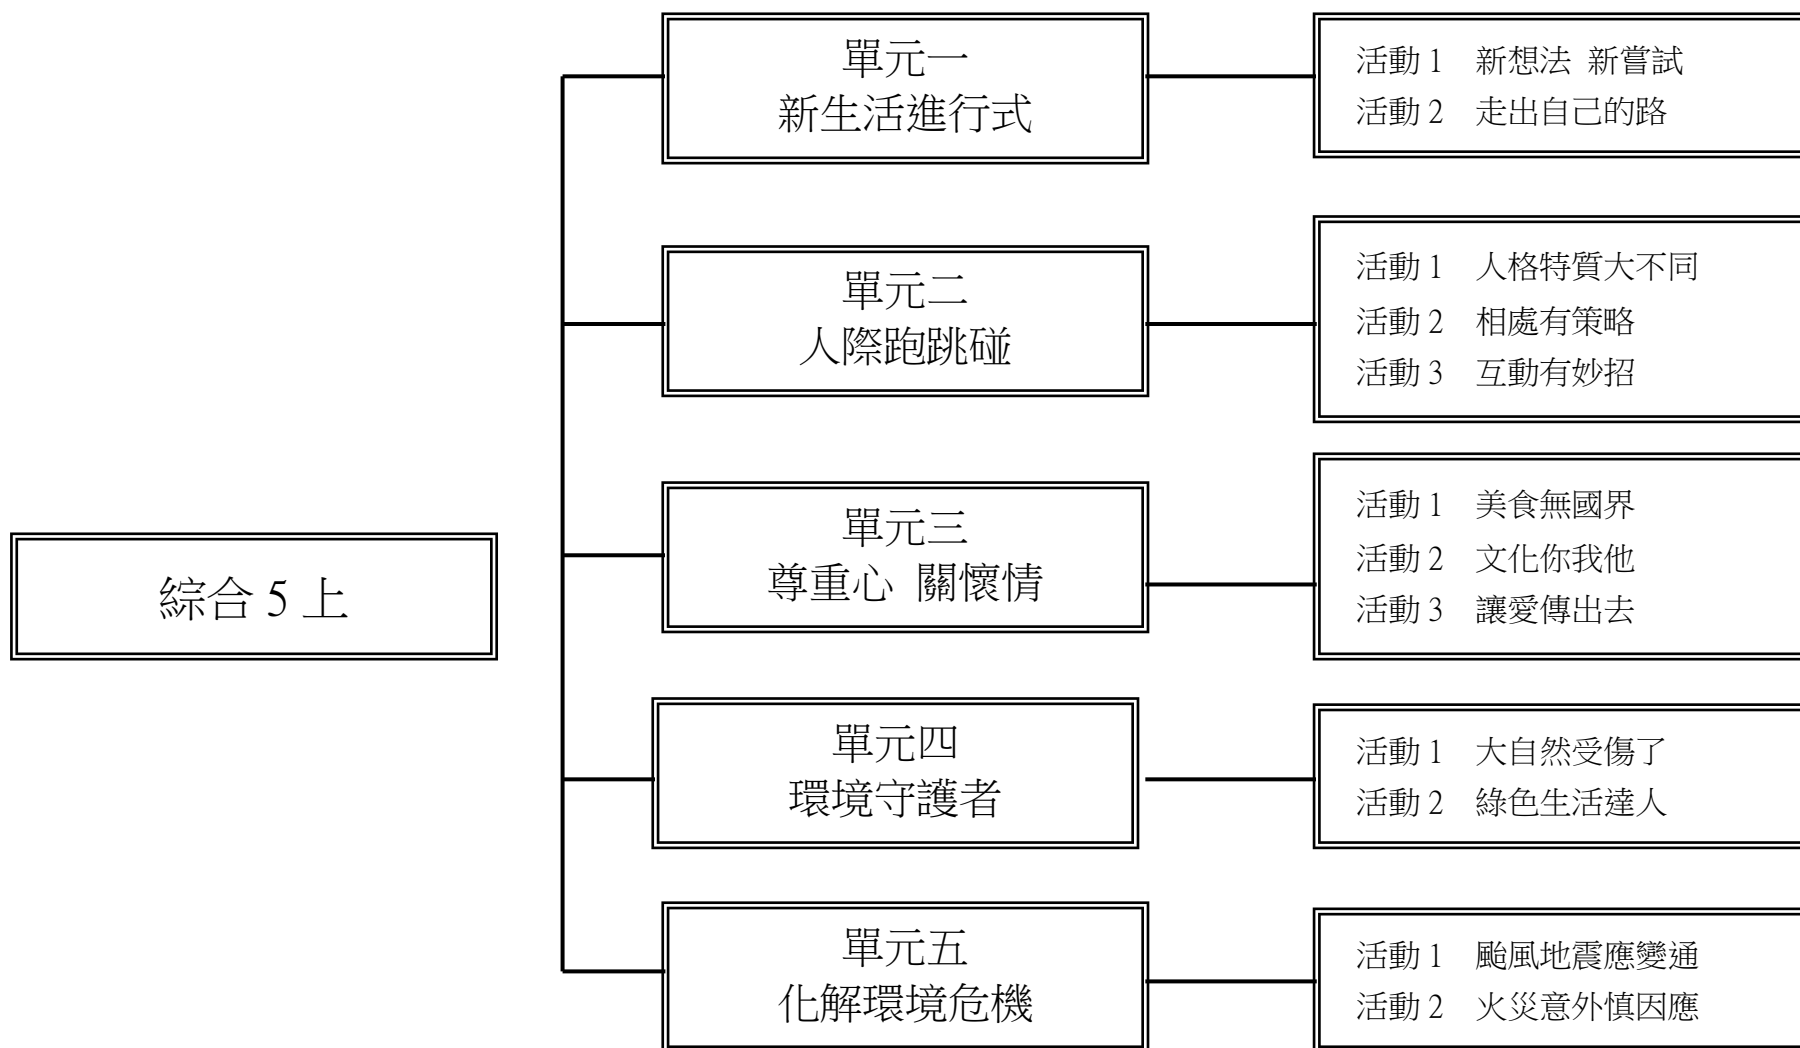 綜合 5 上
單元一
新生活進行式
活動 1 新想法 新嘗試
活動 2 走出自己的路
單元二
人際跑跳碰
活動 1 人格特質大不同
活動 2 相處有策略
活動 3 互動有妙招
單元三
尊重心 關懷情
活動 1 美食無國界
活動 2 文化你我他
活動 3 讓愛傳出去
單元四
環境守護者
活動 1 大自然受傷了
活動 2 綠色生活達人
單元五
化解環境危機
活動 1 颱風地震應變通
活動 2 火災意外慎因應